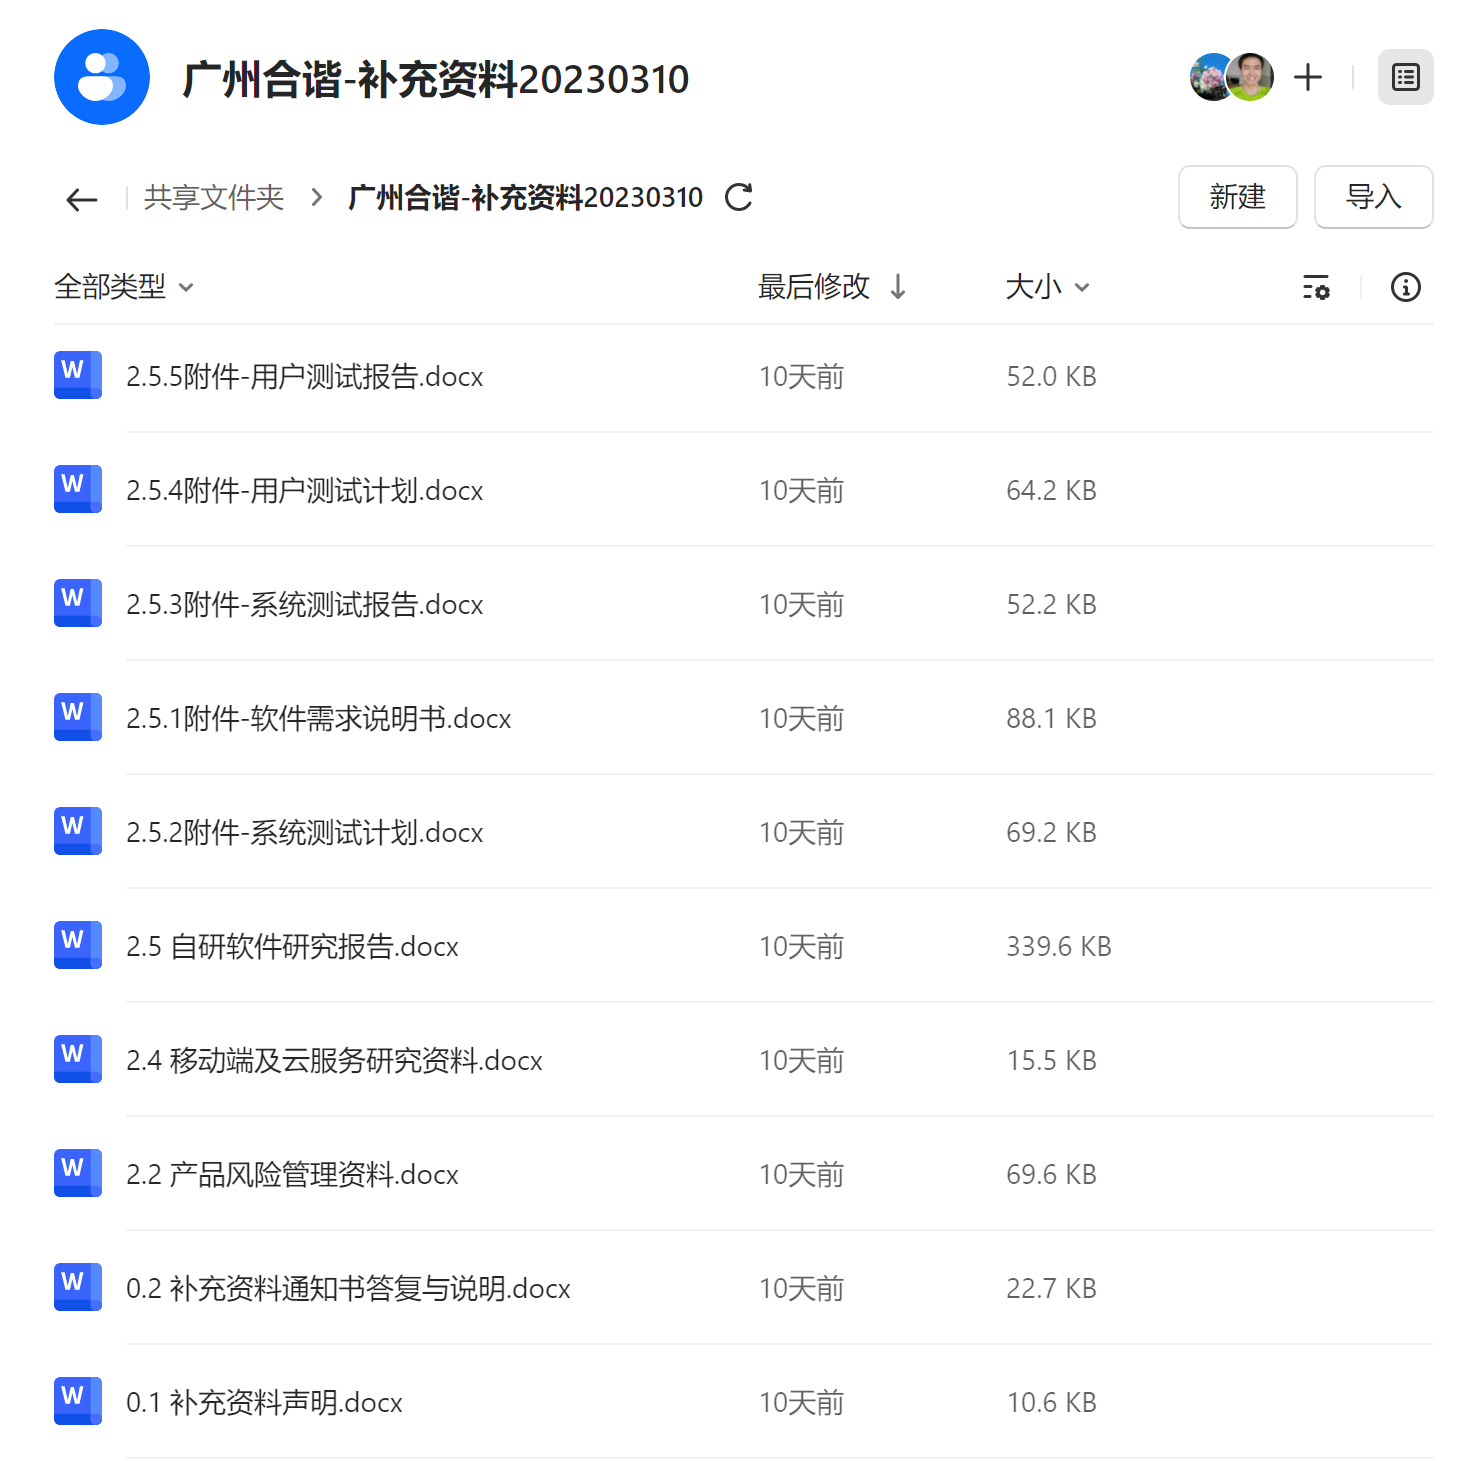 广州合谐-补充资料20230310
共享文件夹 > 广州合谐-补充资料20230310
新建 导入
全部类型 最后修改 大小
W 2.5.5附件-用户测试报告.docx 10天前 52.0 KB
W 2.5.4附件-用户测试计划.docx 10天前 64.2 KB
W 2.5.3附件-系统测试报告.docx 10天前 52.2 KB
W 2.5.1附件-软件需求说明书.docx 10天前 88.1 KB
W 2.5.2附件-系统测试计划.docx 10天前 69.2 KB
W 2.5 自研软件研究报告.docx 10天前 339.6 KB
W 2.4 移动端及云服务研究资料.docx 10天前 15.5 KB
W 2.2 产品风险管理资料.docx 10天前 69.6 KB
W 0.2 补充资料通知书答复与说明.docx 10天前 22.7 KB
W 0.1 补充资料声明.docx 10天前 10.6 KB